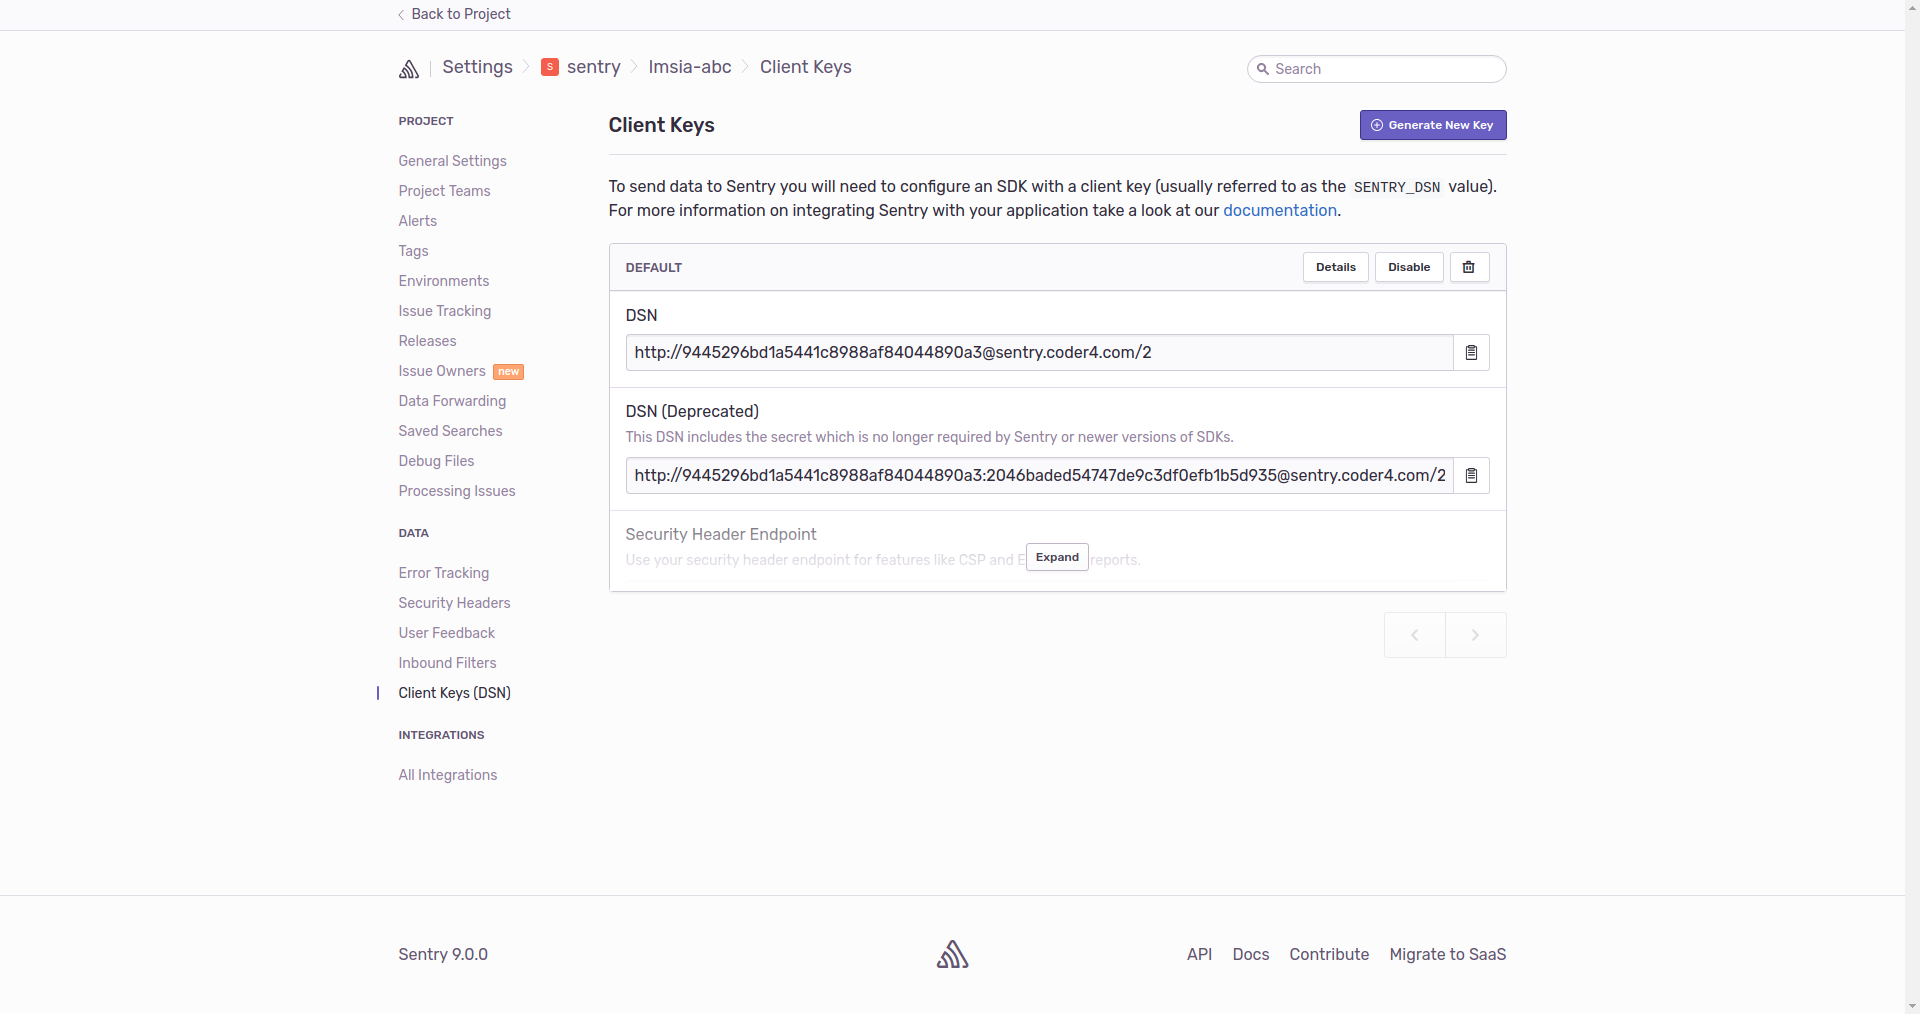 Back to Project
Settings S sentry lmsia-abc Client Keys
Search
PROJECT
General Settings
Project Teams
Alerts
Tags
Environments
Issue Tracking
Releases
Issue Owners new
Data Forwarding
Saved Searches
Debug Files
Processing Issues
DATA
Error Tracking
Security Headers
User Feedback
Inbound Filters
Client Keys (DSN)
INTEGRATIONS
All Integrations
Client Keys
Generate New Key
To send data to Sentry you will need to configure an SDK with a client key (usually referred to as the SENTRY_DSN value).
For more information on integrating Sentry with your application take a look at our documentation.
DEFAULT
Details Disable
DSN
http://9445296bd1a5441c8988af84044890a3@sentry.coder4.com/2
DSN (Deprecated)
This DSN includes the secret which is no longer required by Sentry or newer versions of SDKs.
http://9445296bd1a5441c8988af84044890a3:2046baded54747de9c3df0efb1b5d935@sentry.coder4.com/2
Security Header Endpoint
Use your security header endpoint for features like CSP and E reports.
Expand
Sentry 9.0.0
API Docs Contribute Migrate to SaaS